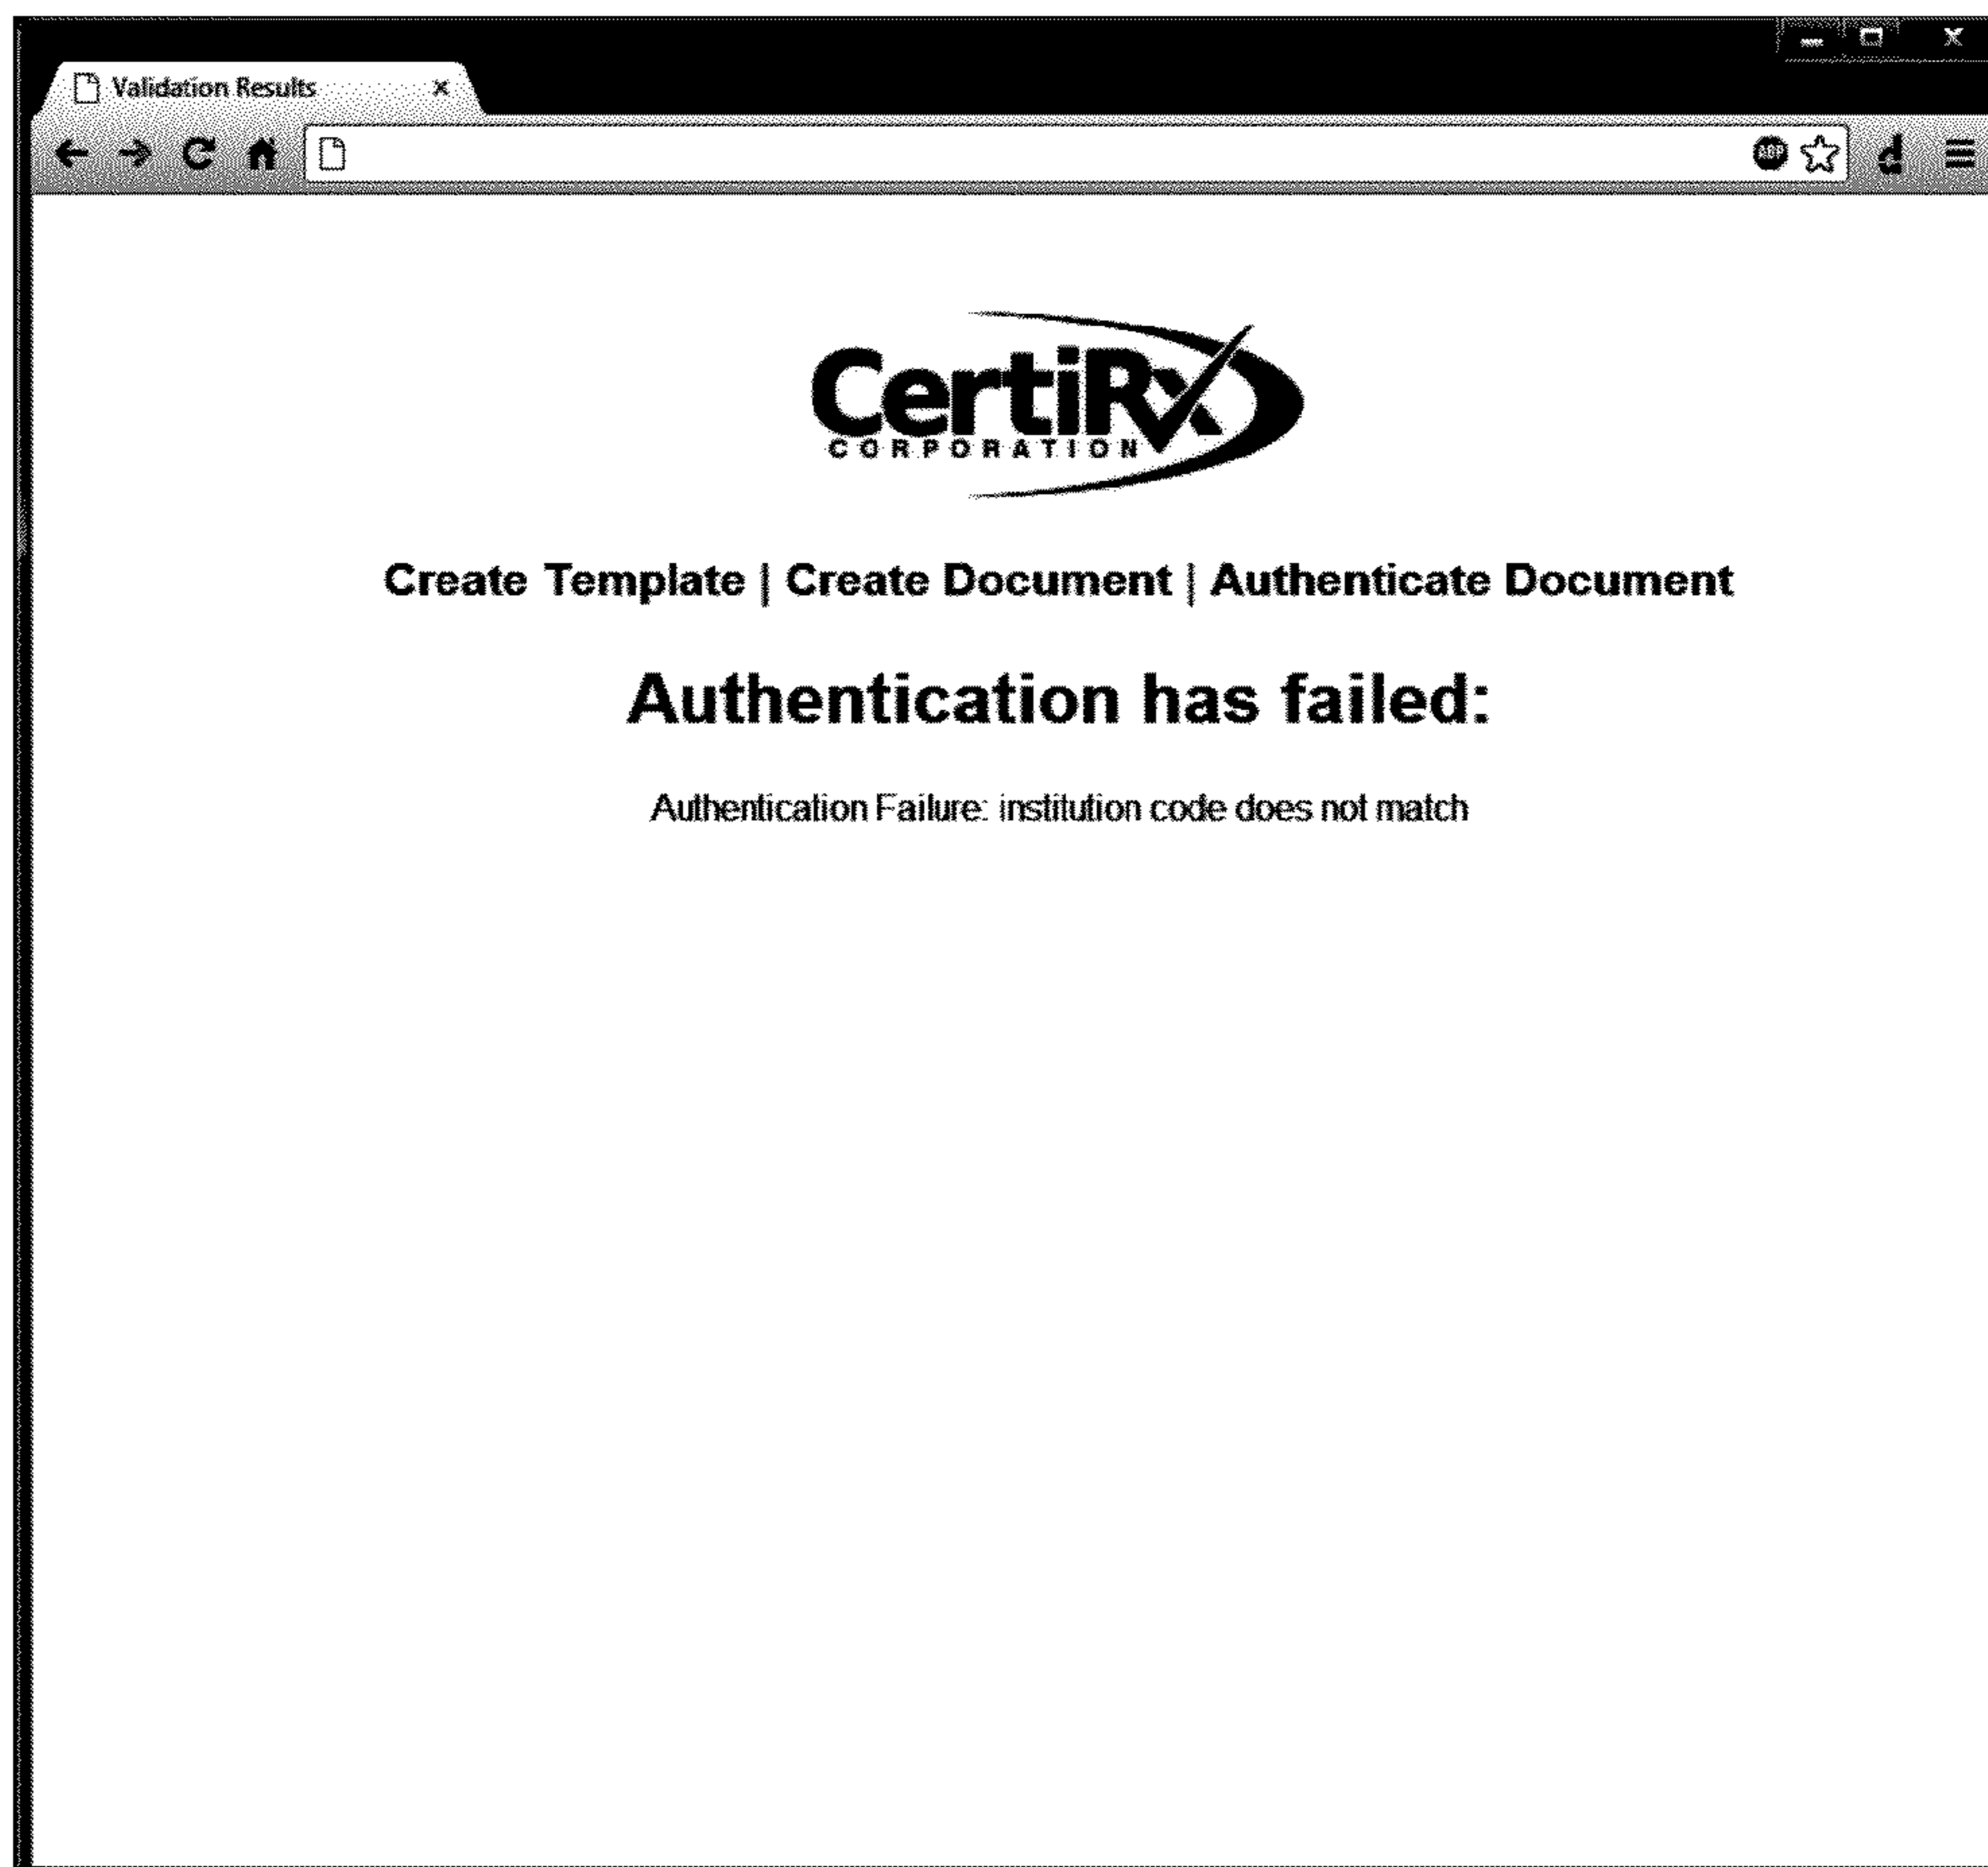 Validation Results
ABP
CertiRx
CORPORATION
Create Template | Create Document | Authenticate Document
Authentication has failed:
Authentication Failure: institution code does not match